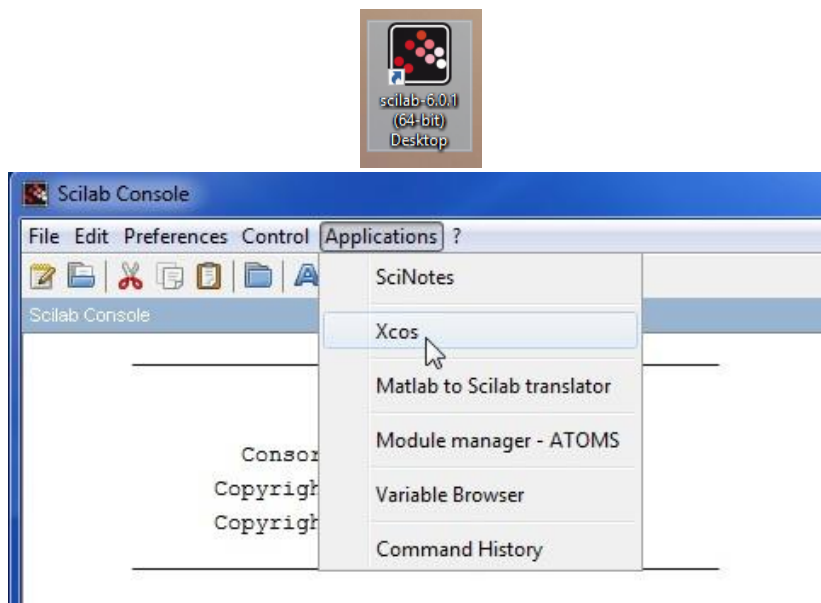 scilab-6.0.1
(64-bit)
Desktop
Scilab Console
File Edit Preferences Control Applications ?
SciNotes
Scilab Console
Xcos
Matlab to Scilab translator
Module manager - ATOMS
Consor
Copyrigh
Variable Browser
Copyrigh
Command History